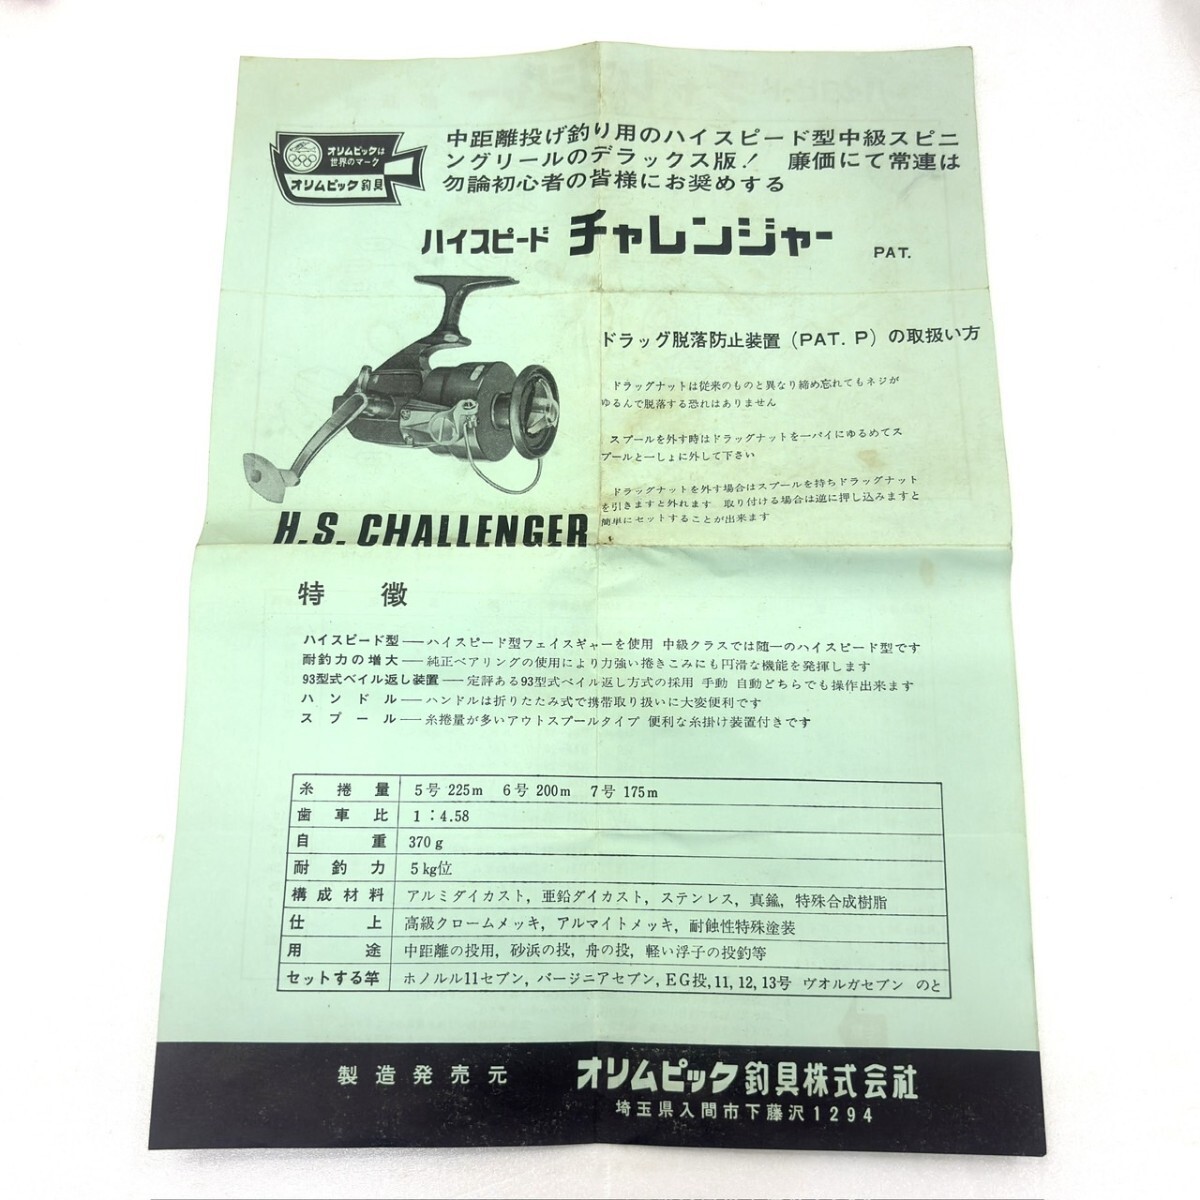 オリムピックは
世界のマーク
オリムピック釣具
中距離投げ釣り用のハイスピード型中級スピニ
ングリールのデラックス版！ 廉価にて常連は
勿論初心者の皆様にお奨めする
ハイスピード チャレンジャー PAT.
ドラッグ脱落防止装置（PAT. P）の取扱い方
ドラッグナットは従来のものと異なり締め忘れてもネジが
ゆるんで脱落する恐れはありません
スプールを外す時はドラッグナットを一パイにゆるめてス
プールと一しょに外して下さい
ドラッグナットを外す場合はスプールを持ちドラッグナット
を引きますと外れます 取り付ける場合は逆に押し込みますと
簡単にセットすることが出来ます
H.S. CHALLENGER
特 徴
ハイスピード型——ハイスピード型フェイスギャーを使用 中級クラスでは随一のハイスピード型です
耐釣力の増大——純正ベアリングの使用により力強い捲きこみにも円滑な機能を発揮します
93型式ベイル返し装置——定評ある93型式ベイル返し方式の採用 手動 自動どちらでも操作出来ます
ハンドル——ハンドルは折りたたみ式で携帯取り扱いに大変便利です
スプール——糸捲量が多いアウトスプールタイプ 便利な糸掛け装置付きです
糸捲量 5号 225m 6号 200m 7号 175m
歯車比 1：4.58
自重 370g
耐釣力 5kg位
構成材料 アルミダイカスト，亜鉛ダイカスト，ステンレス，真鍮，特殊合成樹脂
仕上 高級クロームメッキ，アルマイトメッキ，耐蝕性特殊塗装
用途 中距離の投用，砂浜の投，舟の投，軽い浮子の投釣等
セットする竿 ホノルル11セブン，バージニアセブン，EG投，11，12，13号 ヴオルガセブン のと
製造発売元 オリムピック釣具株式会社
埼玉県入間市下藤沢1294